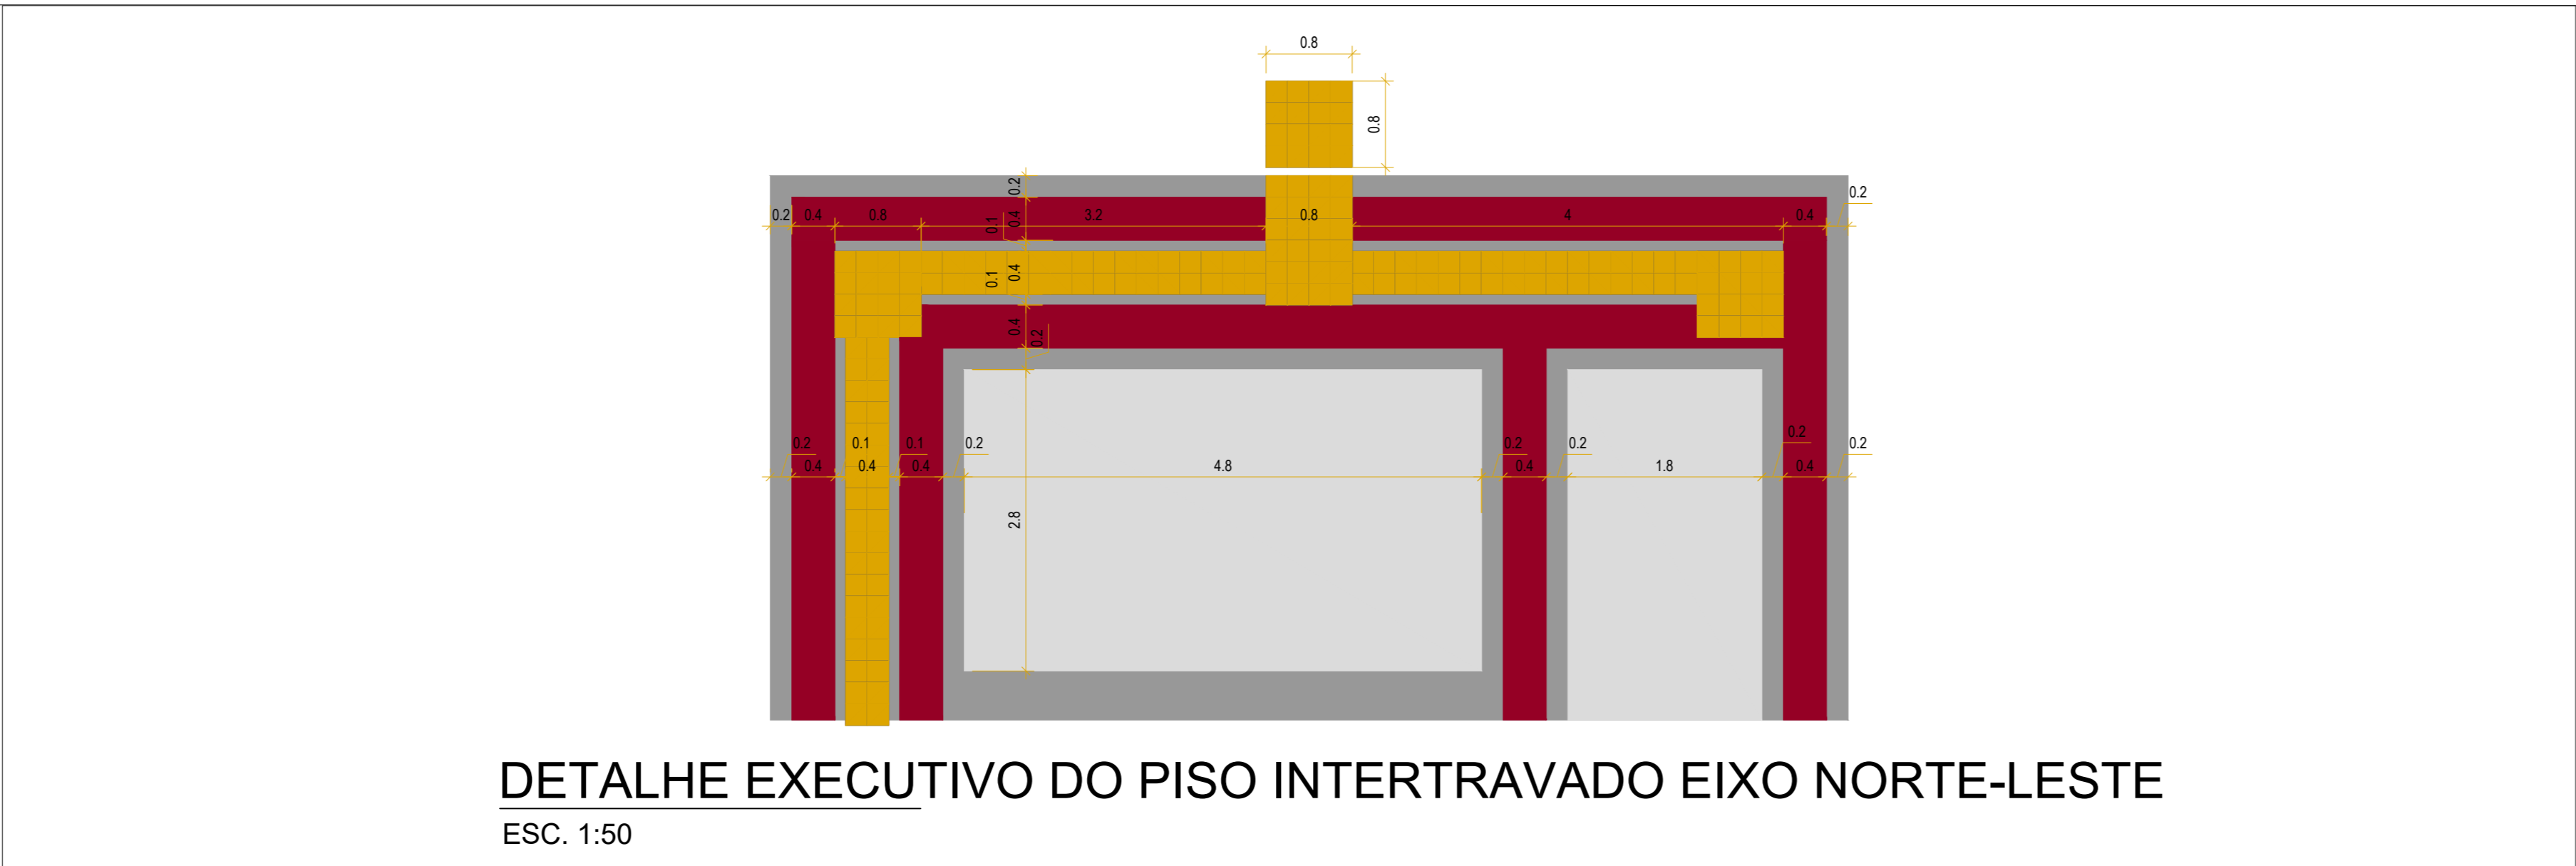 0.8
0.8
0.2
0.2
0.2 0.4 0.8 0.1 0.4 3.2 0.8 4 0.4
0.1 0.4
0.4 0.2
0.2 0.1 0.1 0.2 0.2 0.2 0.2 0.2
0.4 0.4 0.4 4.8 0.4 1.8 0.4
2.8
DETALHE EXECUTIVO DO PISO INTERTRAVADO EIXO NORTE-LESTE
ESC. 1:50